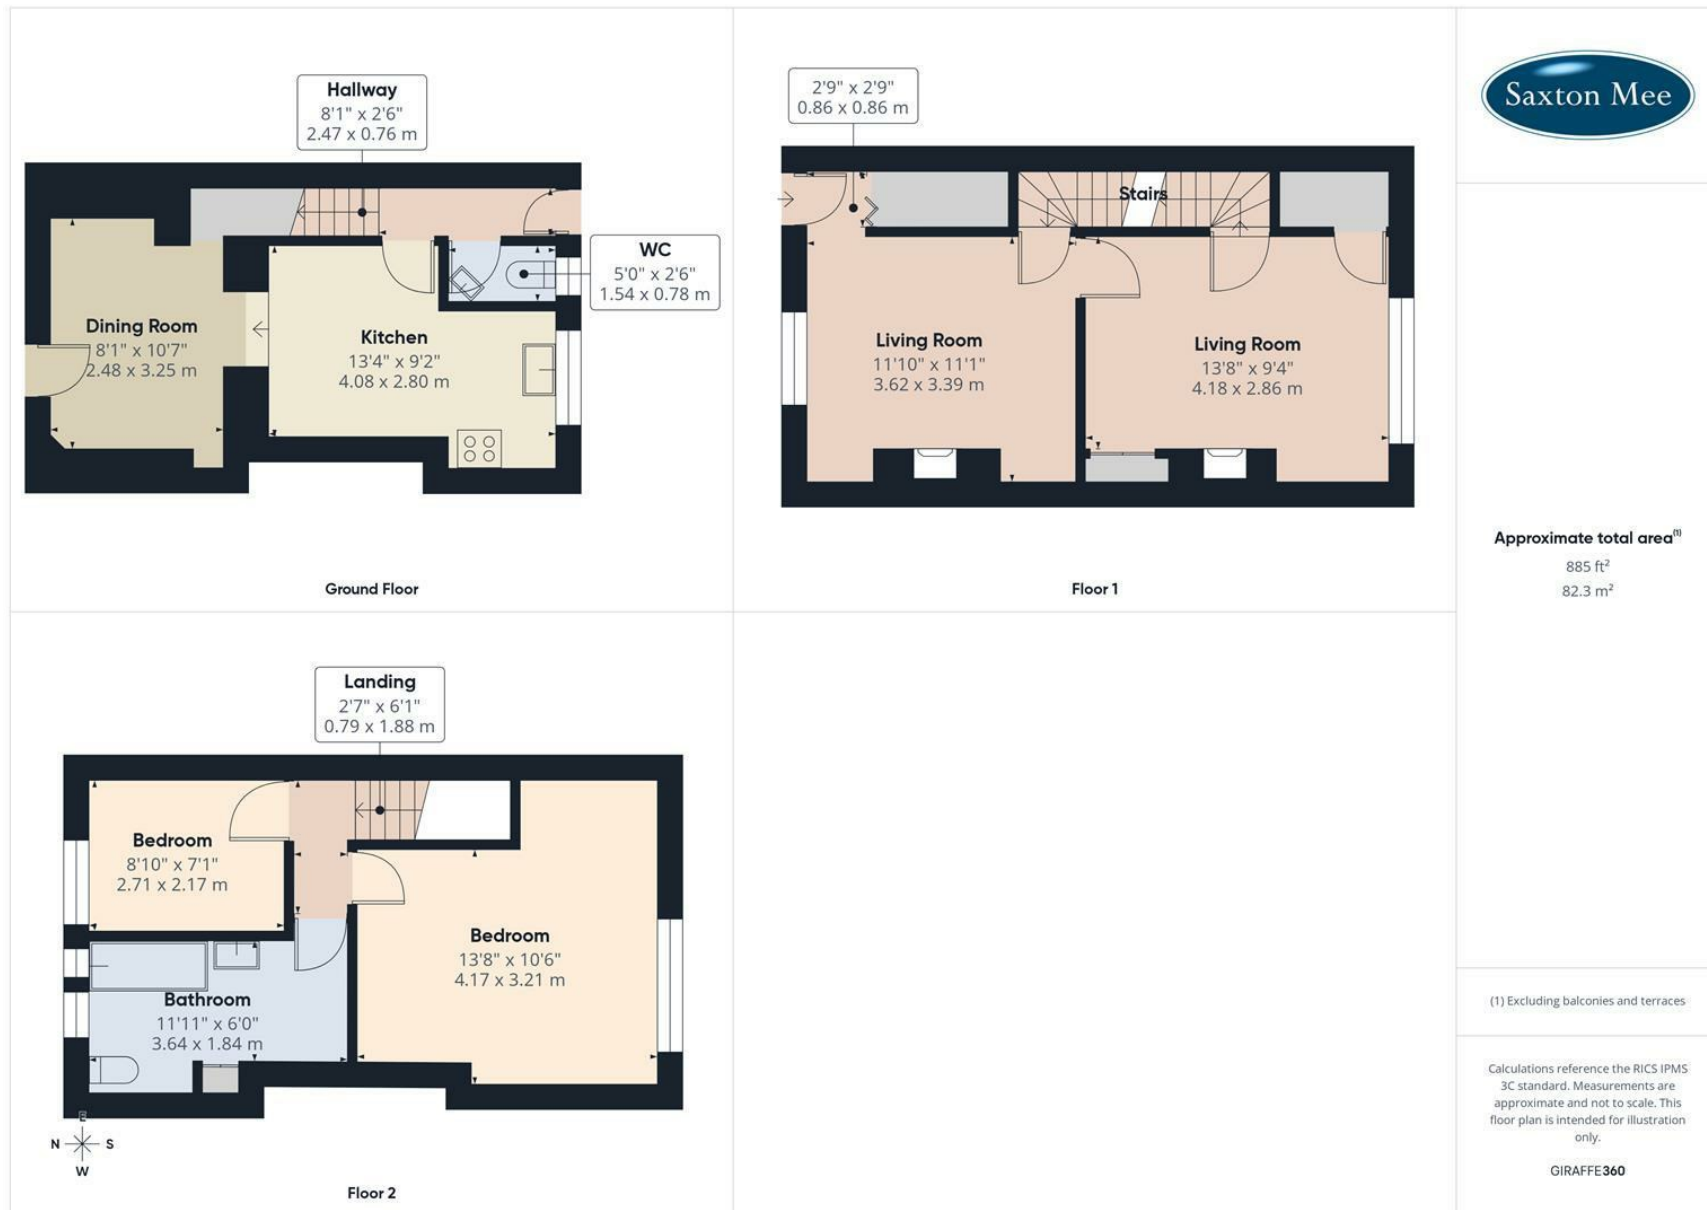 Hallway
8'1" x 2'6"
2.47 x 0.76 m
WC
5'0" x 2'6"
1.54 x 0.78 m
Dining Room
8'1" x 10'7"
2.48 x 3.25 m
Kitchen
13'4" x 9'2"
4.08 x 2.80 m
Ground Floor
2'9" x 2'9"
0.86 x 0.86 m
Stairs
Living Room
11'10" x 11'1"
3.62 x 3.39 m
Living Room
13'8" x 9'4"
4.18 x 2.86 m
Floor 1
Landing
2'7" x 6'1"
0.79 x 1.88 m
Bedroom
8'10" x 7'1"
2.71 x 2.17 m
Bedroom
13'8" x 10'6"
4.17 x 3.21 m
Bathroom
11'11" x 6'0"
3.64 x 1.84 m
E
N S
W
Floor 2
Saxton Mee
Approximate total area(1)
885 ft²
82.3 m²
(1) Excluding balconies and terraces
Calculations reference the RICS IPMS
3C standard. Measurements are
approximate and not to scale. This
floor plan is intended for illustration
only.
GIRAFFE360